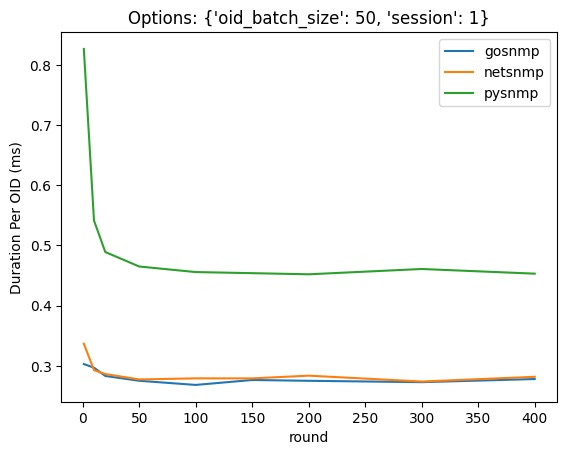 Options: {'oid_batch_size': 50, 'session': 1}
gosnmp
netsnmp
pysnmp
Duration Per OID (ms)
0.8
0.7
0.6
0.5
0.4
0.3
0 50 100 150 200 250 300 350 400
round